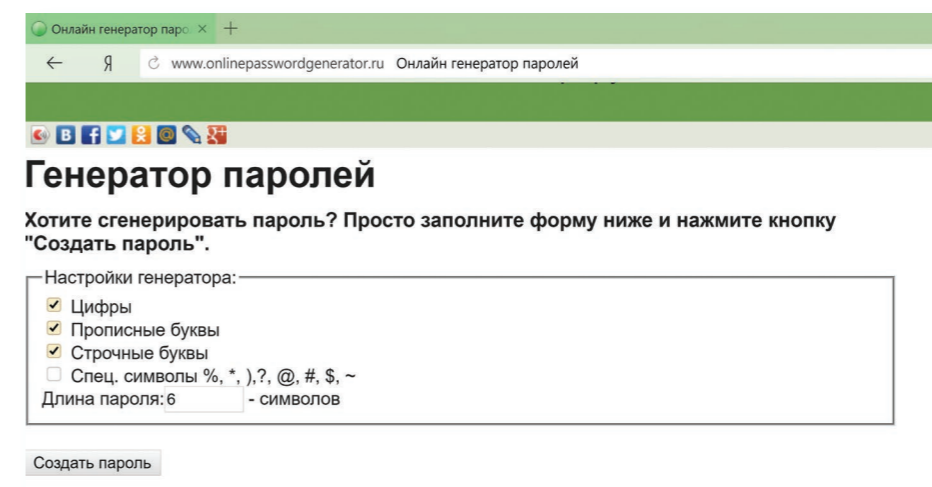 Онлайн генератор паро
Я www.onlinepasswordgenerator.ru Онлайн генератор паролей
Генератор паролей
Хотите сгенерировать пароль? Просто заполните форму ниже и нажмите кнопку
"Создать пароль".
Настройки генератора:
Цифры
Прописные буквы
Строчные буквы
Спец. символы %, *, ),?, @, #, $, ~
Длина пароля: 6 - символов
Создать пароль